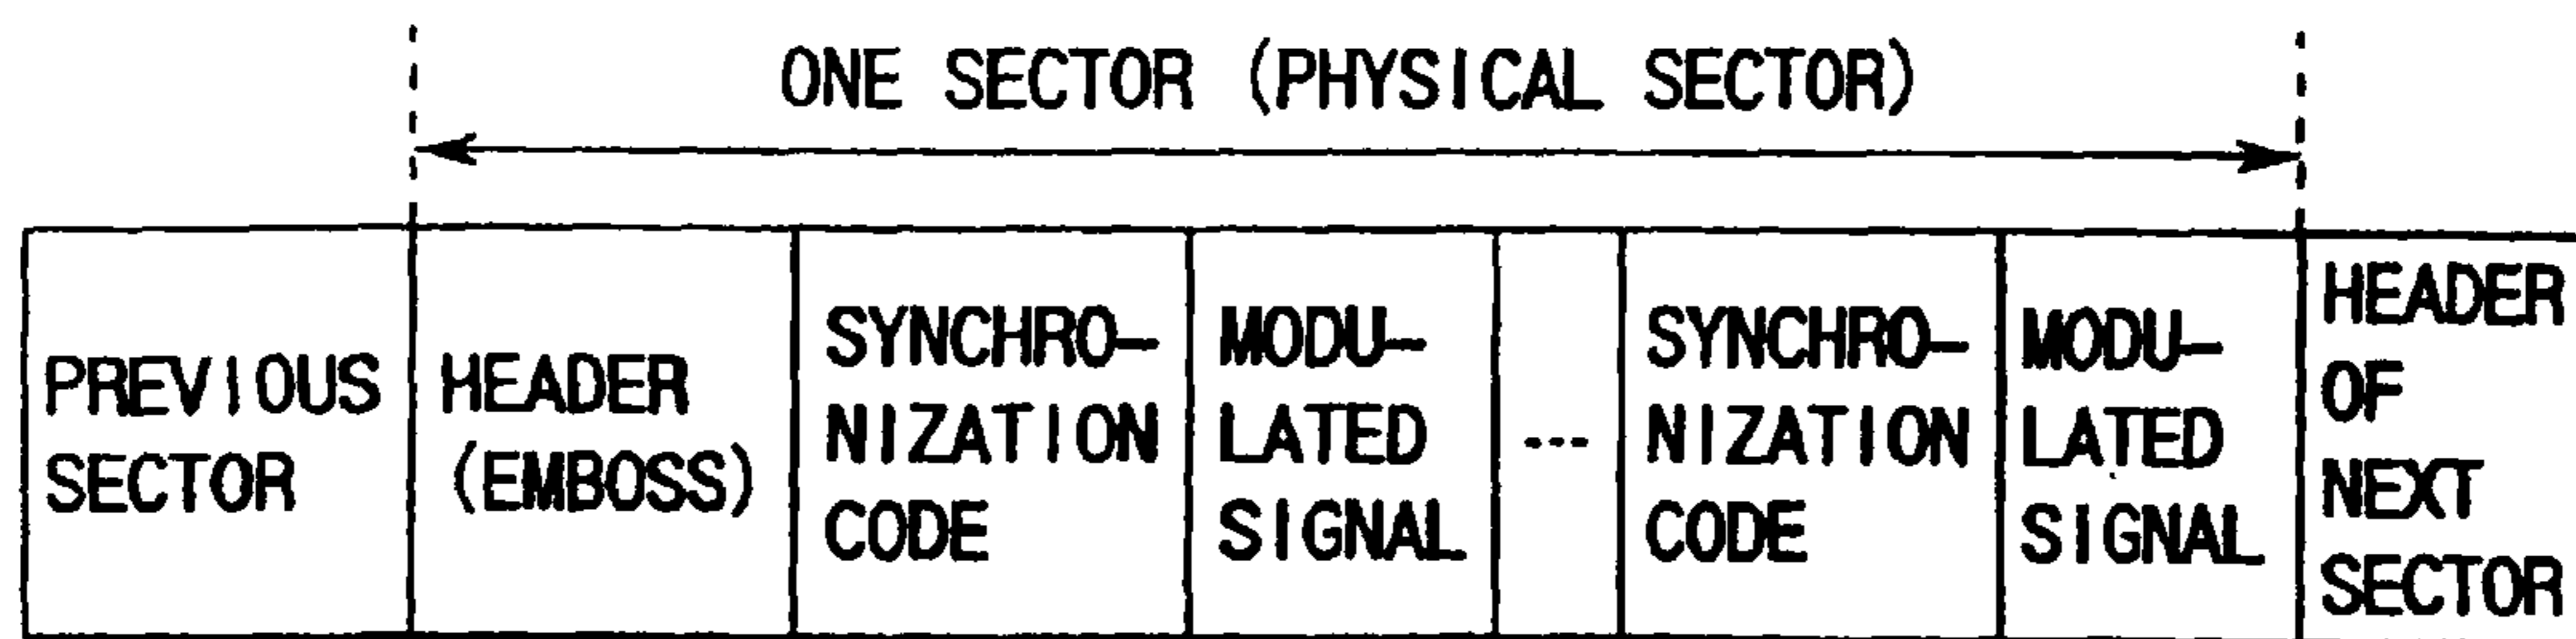 ONE SECTOR (PHYSICAL SECTOR)
PREVIOUS
SECTOR
HEADER
(EMBOSS)
SYNCHRO-
NIZATION
CODE
MODU-
LATED
SIGNAL
---
SYNCHRO-
NIZATION
CODE
MODU-
LATED
SIGNAL
HEADER
OF
NEXT
SECTOR